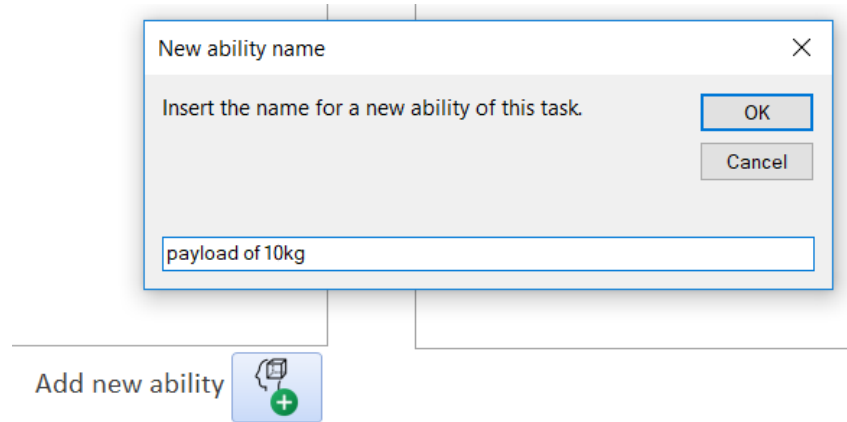 New ability name
Insert the name for a new ability of this task.
OK
Cancel
payload of 10kg
Add new ability